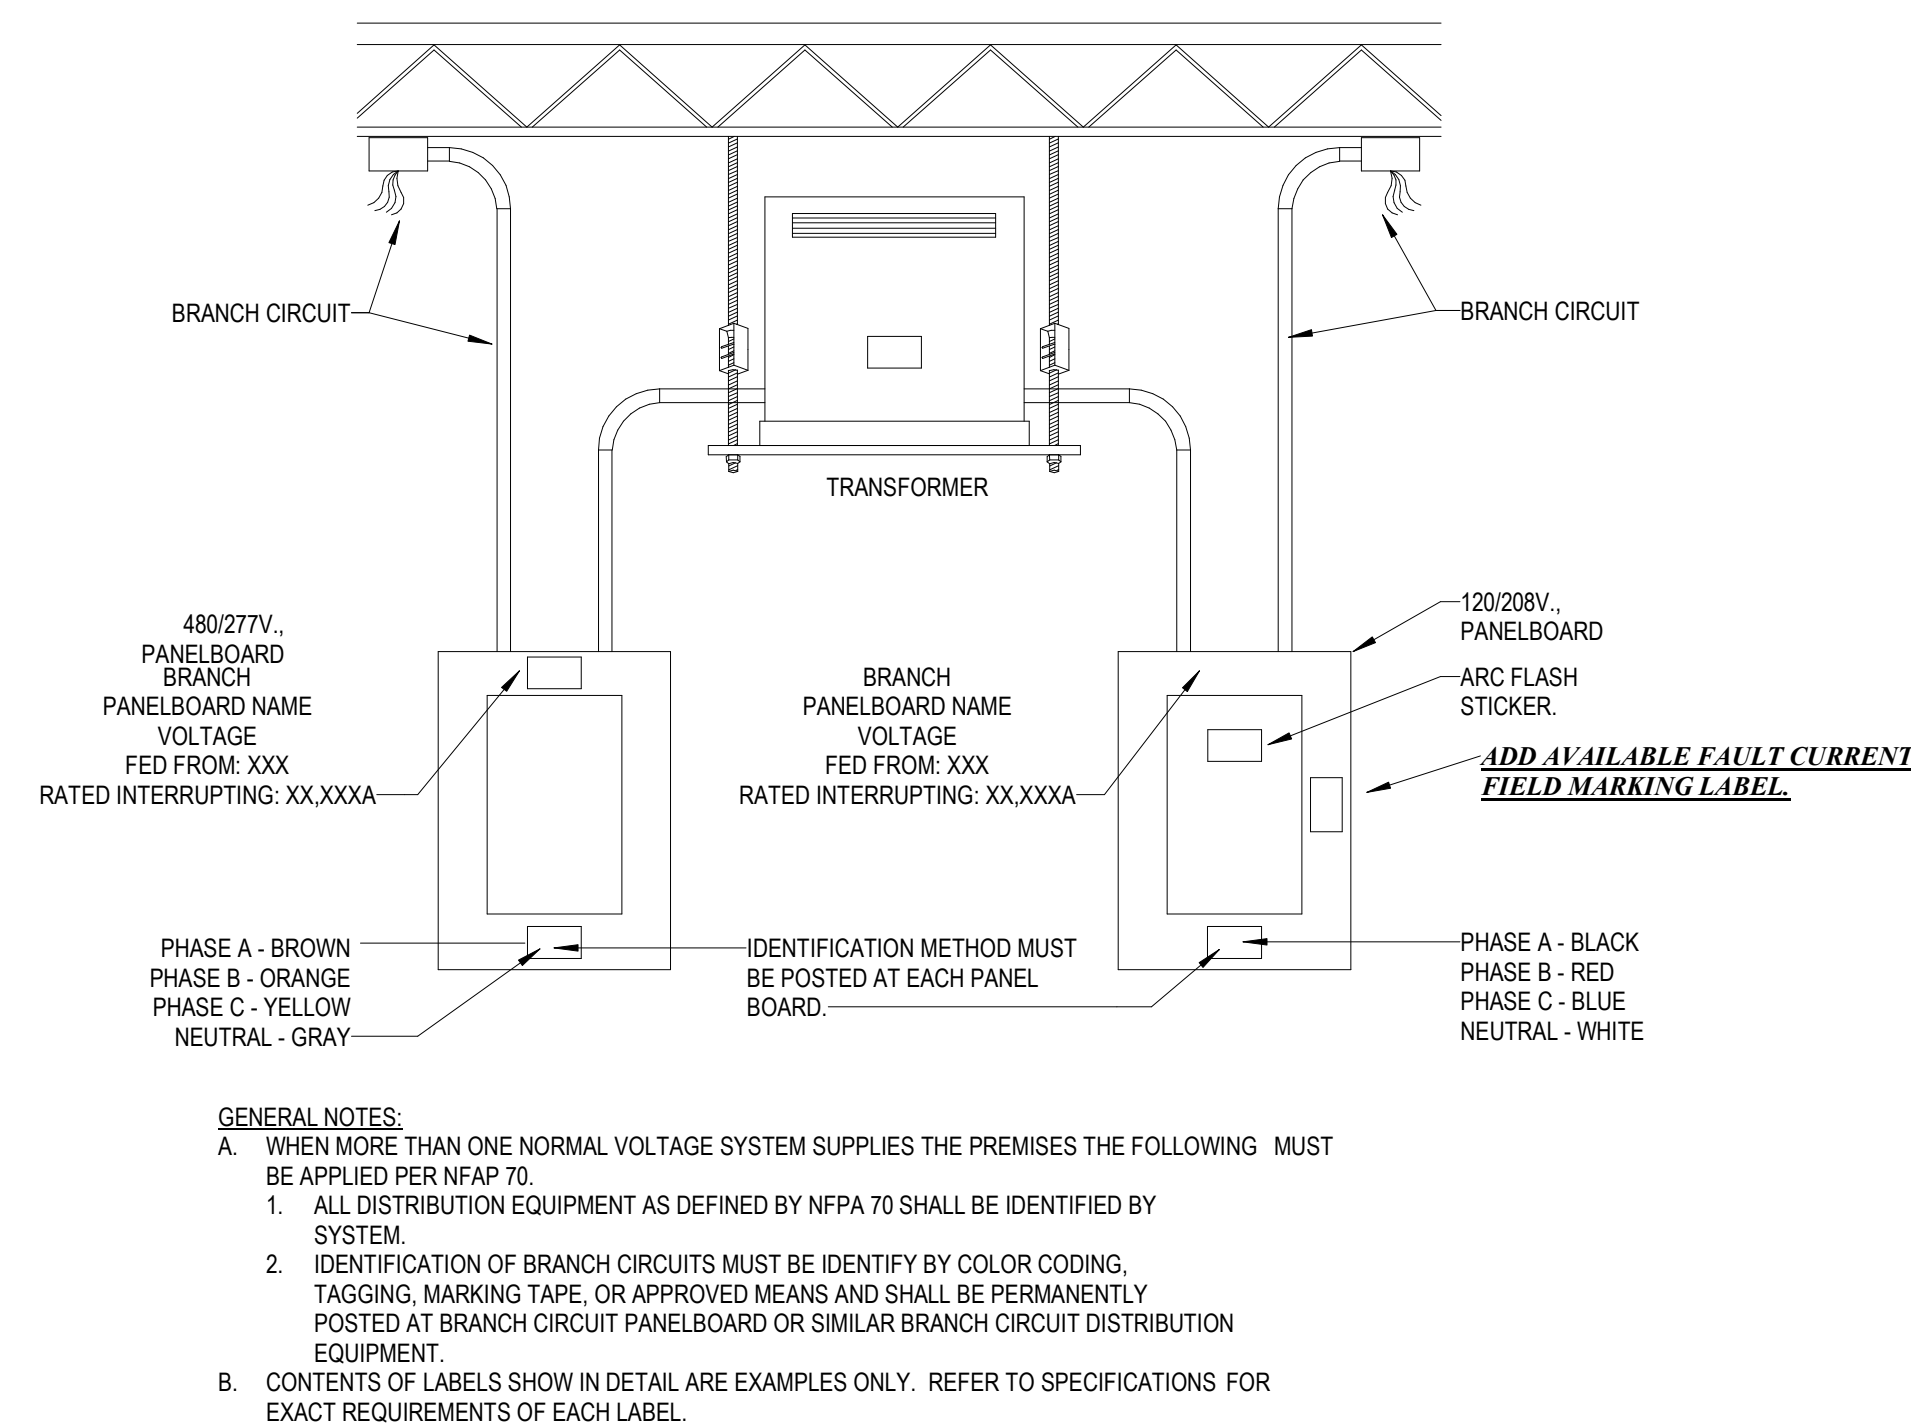 BRANCH CIRCUIT
BRANCH CIRCUIT
TRANSFORMER
480/277V.,
PANELBOARD
BRANCH
PANELBOARD NAME
VOLTAGE
FED FROM: XXX
RATED INTERRUPTING: XX,XXXA
BRANCH
PANELBOARD NAME
VOLTAGE
FED FROM: XXX
RATED INTERRUPTING: XX,XXXA
120/208V.,
PANELBOARD
ARC FLASH
STICKER.
ADD AVAILABLE FAULT CURRENT
FIELD MARKING LABEL.
PHASE A - BROWN
PHASE B - ORANGE
PHASE C - YELLOW
NEUTRAL - GRAY
IDENTIFICATION METHOD MUST
BE POSTED AT EACH PANEL
BOARD.
PHASE A - BLACK
PHASE B - RED
PHASE C - BLUE
NEUTRAL - WHITE
GENERAL NOTES:
A. WHEN MORE THAN ONE NORMAL VOLTAGE SYSTEM SUPPLIES THE PREMISES THE FOLLOWING MUST
BE APPLIED PER NFAP 70.
1. ALL DISTRIBUTION EQUIPMENT AS DEFINED BY NFPA 70 SHALL BE IDENTIFIED BY
SYSTEM.
2. IDENTIFICATION OF BRANCH CIRCUITS MUST BE IDENTIFY BY COLOR CODING,
TAGGING, MARKING TAPE, OR APPROVED MEANS AND SHALL BE PERMANENTLY
POSTED AT BRANCH CIRCUIT PANELBOARD OR SIMILAR BRANCH CIRCUIT DISTRIBUTION
EQUIPMENT.
B. CONTENTS OF LABELS SHOW IN DETAIL ARE EXAMPLES ONLY. REFER TO SPECIFICATIONS FOR
EXACT REQUIREMENTS OF EACH LABEL.